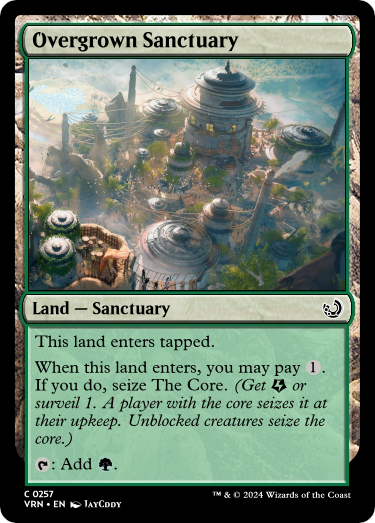 Overgrown Sanctuary
Land — Sanctuary
This land enters tapped.
When this land enters, you may pay 1.
If you do, seize The Core. (Get or
surveil 1. A player with the core seizes it at
their upkeep. Unblocked creatures seize the
core.)
: Add .
C 0257
VRN • EN JayCddy
™ & © 2024 Wizards of the Coast